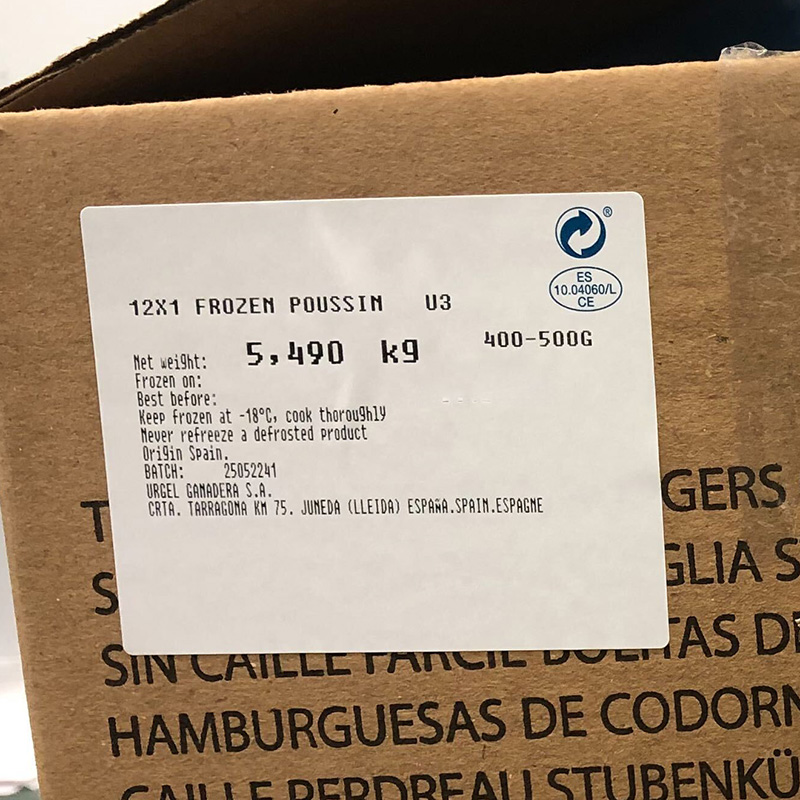 ®
ES
10.04060/L
CE
12X1 FROZEN POUSSIN U3
400-500G
Net weight: 5,490 kg
Frozen on:
Best before:
Keep frozen at -18°C, cook thoroughly
Never refreeze a defrosted product
Origin Spain.
BATCH: 25052241
URGEL GANADERA S.A.
CRTA. TARRAGONA KM 75. JUNEDA (LLEIDA) ESPAÑA.SPAIN.ESPAGNE
T GERS
S GLIA S
SIN CAILLE FARCIE BOLITAS DE
HAMBURGUESAS DE CODORN
CAILLE PERDREAU STUBENKÜ